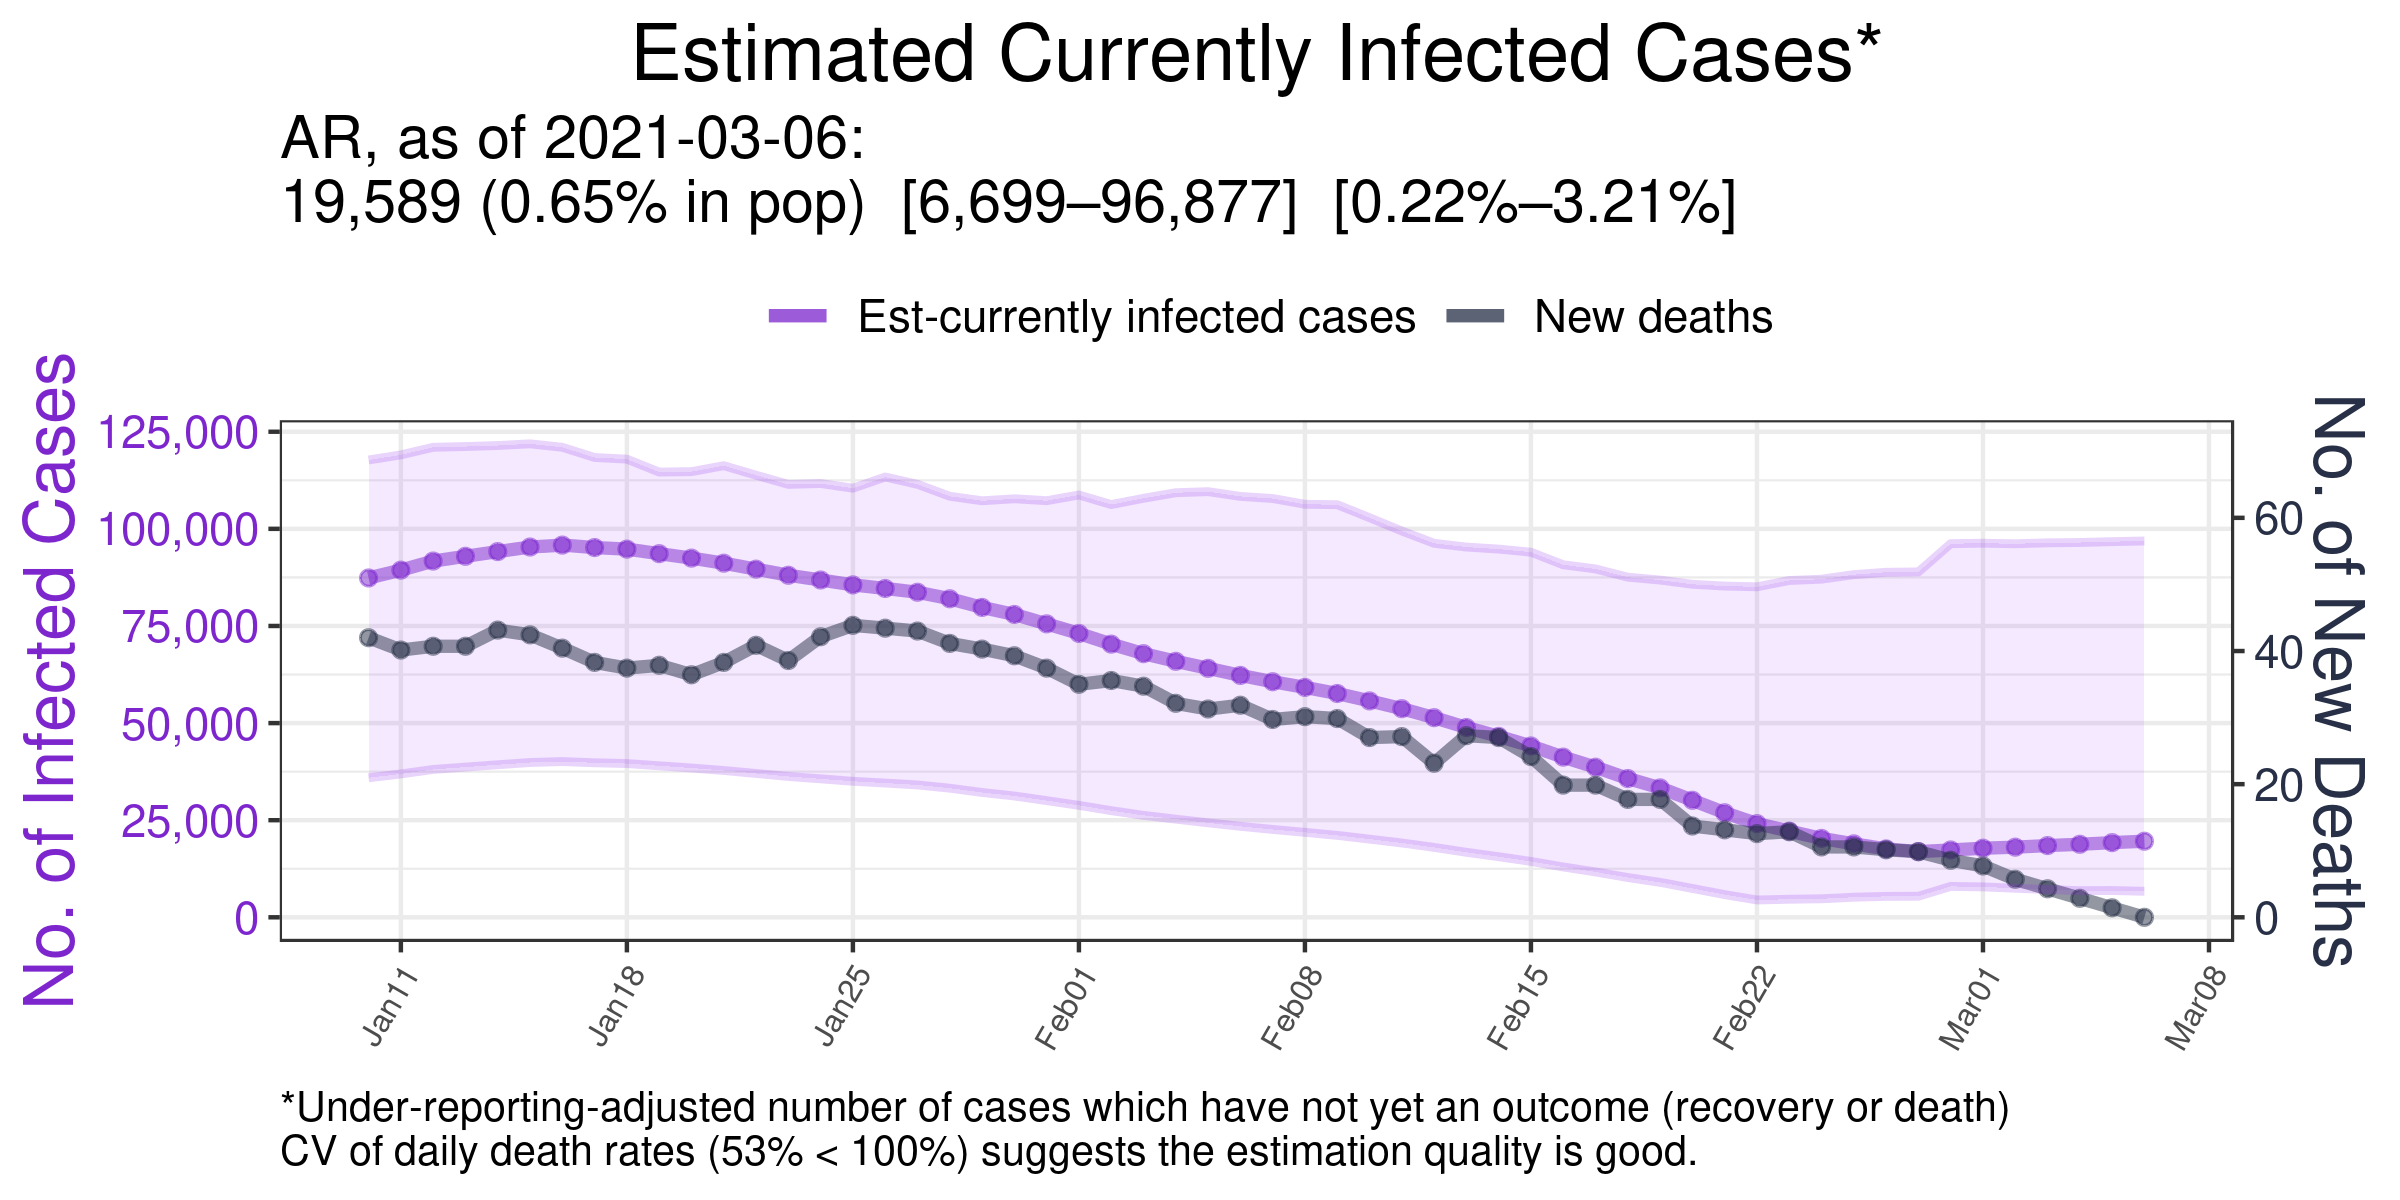 Estimated Currently Infected Cases*
AR, as of 2021-03-06:
19,589 (0.65% in pop)  [6,699–96,877]  [0.22%–3.21%]
Est-currently infected cases
New deaths
No. of Infected Cases
125,000
100,000
75,000
50,000
25,000
0
60
40
20
0
No. of New Deaths
Jan11
Jan18
Jan25
Feb01
Feb08
Feb15
Feb22
Mar01
Mar08
*Under-reporting-adjusted number of cases which have not yet an outcome (recovery or death)
CV of daily death rates (53% < 100%) suggests the estimation quality is good.